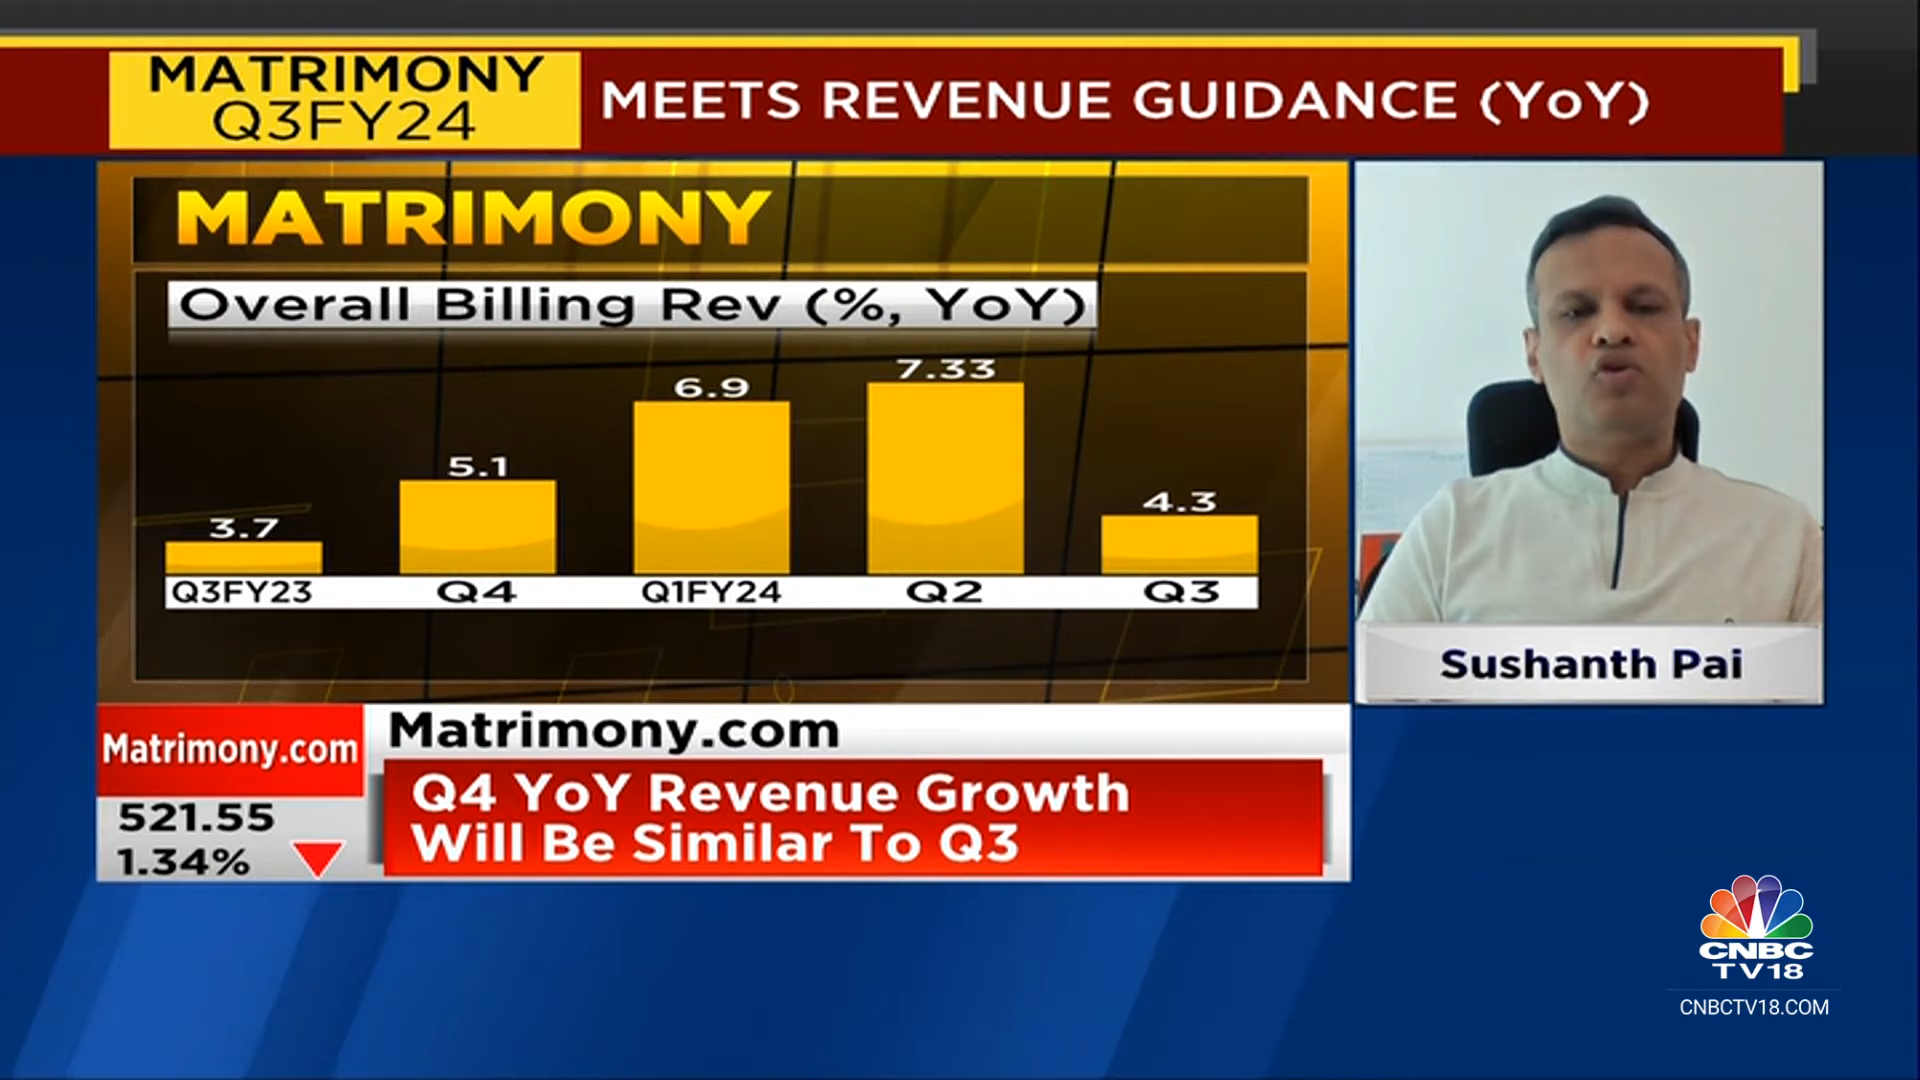 MATRIMONY
Q3FY24
MEETS REVENUE GUIDANCE (YoY)
MATRIMONY
Overall Billing Rev (%, YoY)
3.7
5.1
6.9
7.33
4.3
Q3FY23
Q4
Q1FY24
Q2
Q3
Sushanth Pai
Matrimony.com
521.55
1.34%
Matrimony.com
Q4 YoY Revenue Growth
Will Be Similar To Q3
CNBC
TV18
CNBCTV18.COM